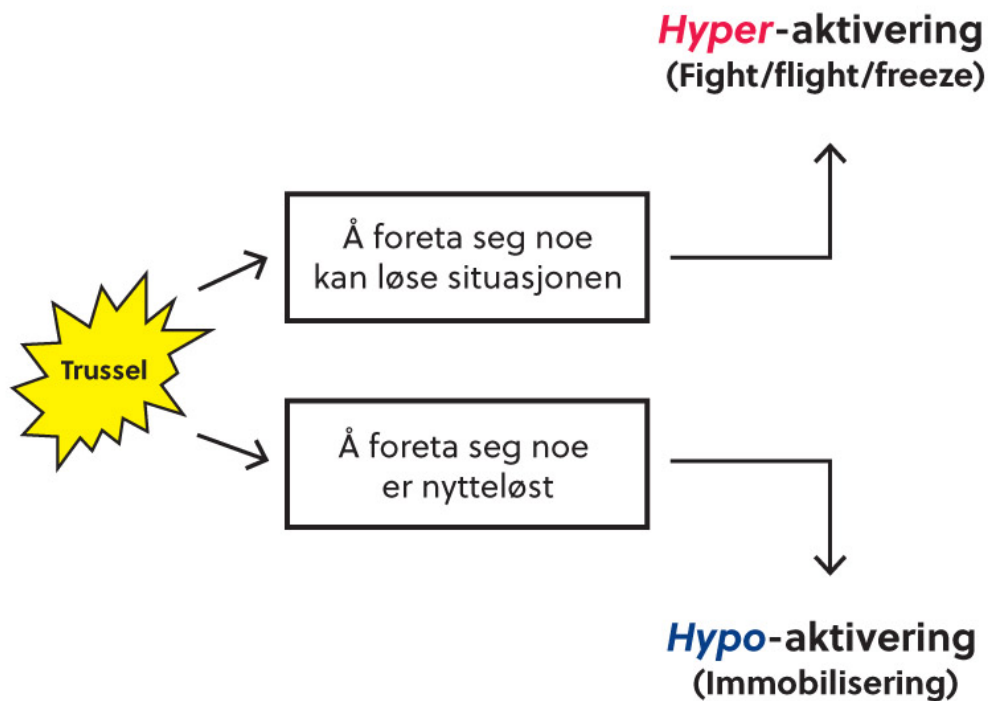 Hyper-aktivering
(Fight/flight/freeze)
Å foreta seg noe
kan løse situasjonen
Trussel
Å foreta seg noe
er nytteløst
Hypo-aktivering
(Immobilisering)